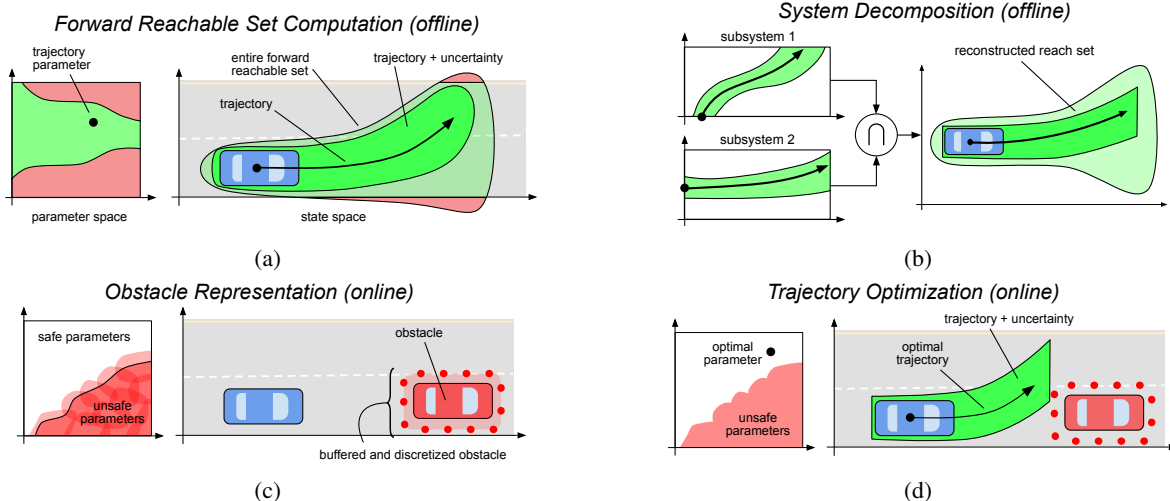 Forward Reachable Set Computation (offline)
trajectory
parameter
entire forward
reachable set
trajectory + uncertainty
trajectory
parameter space
state space
(a)
System Decomposition (offline)
subsystem 1
reconstructed reach set
∩
subsystem 2
(b)
Obstacle Representation (online)
safe parameters
unsafe
parameters
obstacle
buffered and discretized obstacle
(c)
Trajectory Optimization (online)
trajectory + uncertainty
optimal
parameter
optimal
trajectory
unsafe
parameters
(d)